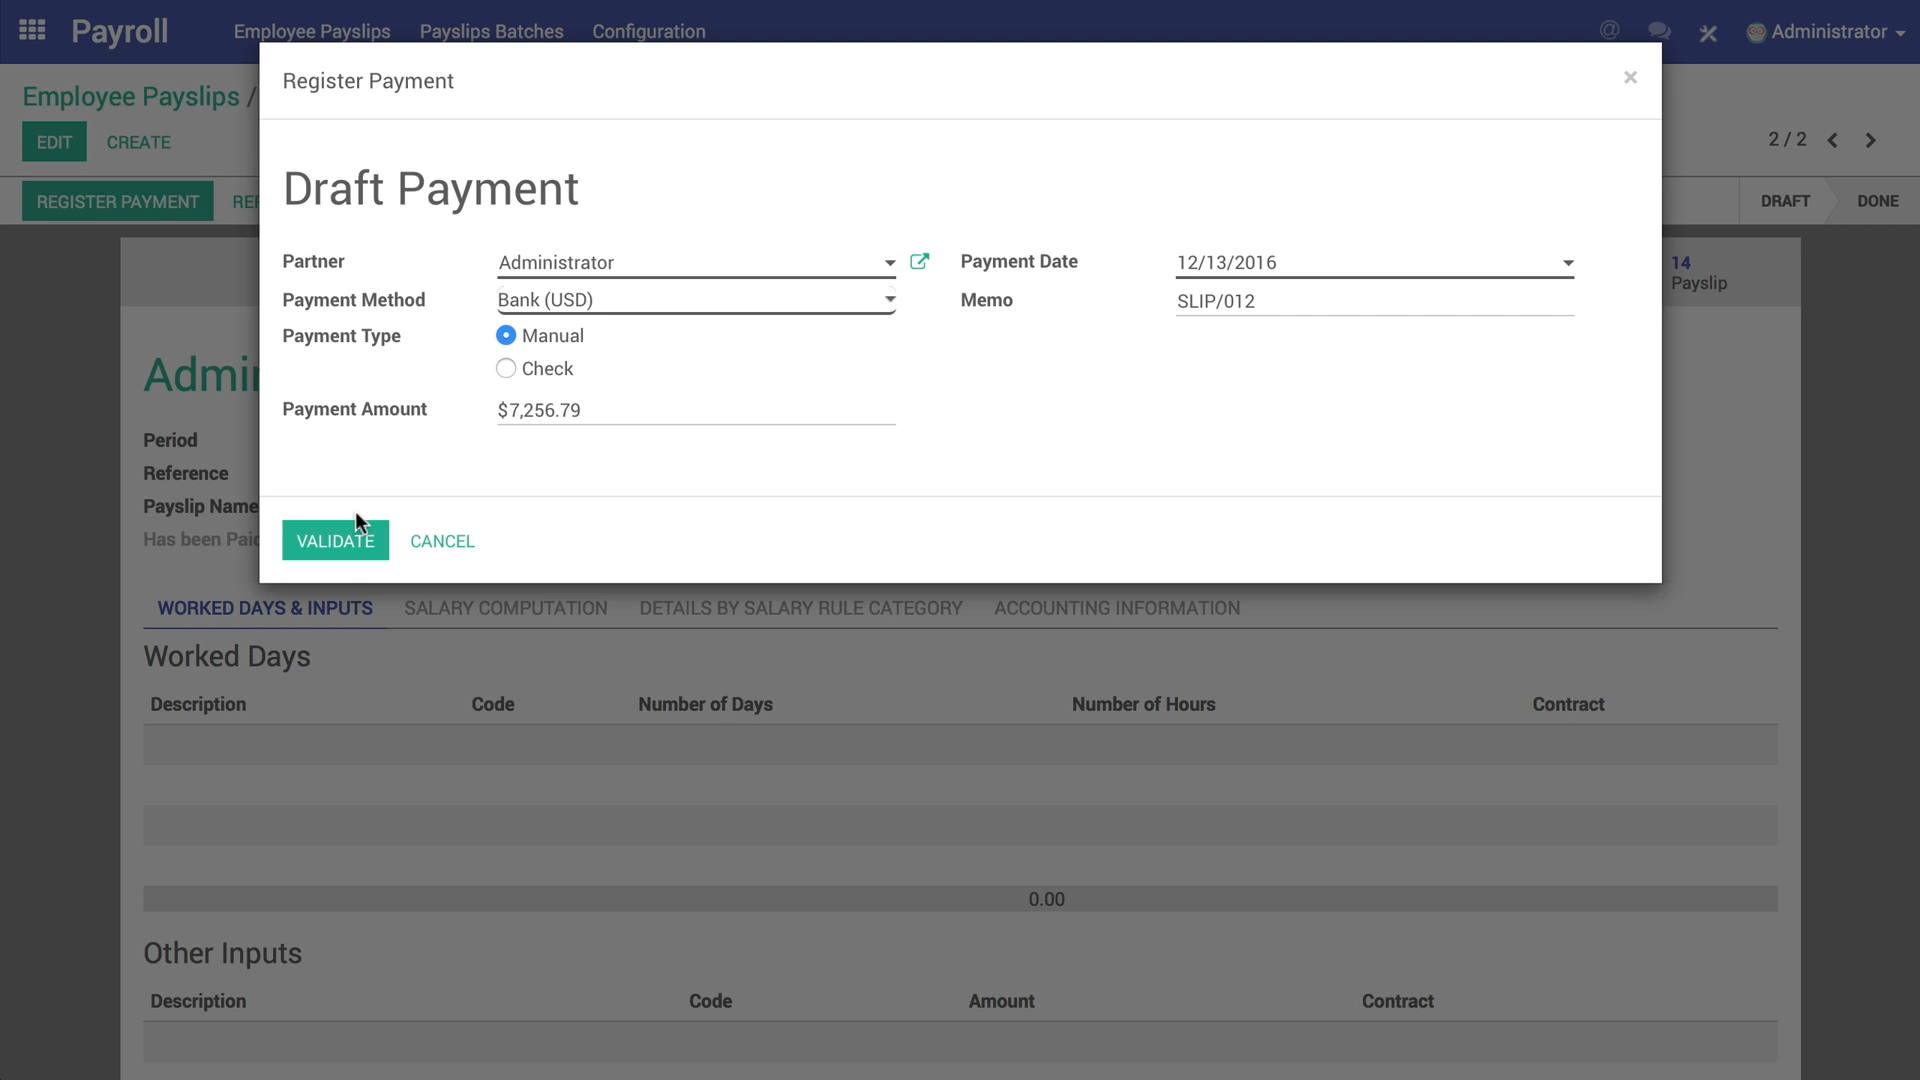 Payroll Employee Payslips Payslips Batches Configuration @ Administrator
Register Payment ×
Employee Payslips /
EDIT CREATE 2 / 2
Draft Payment
REGISTER PAYMENT DRAFT DONE
Partner Administrator Payment Date 12/13/2016
14
Payslip
Payment Method Bank (USD) Memo SLIP/012
Payment Type Manual
Check
Payment Amount $7,256.79
Period
Reference
Payslip Name
Has been
VALIDATE CANCEL
WORKED DAYS & INPUTS SALARY COMPUTATION DETAILS BY SALARY RULE CATEGORY ACCOUNTING INFORMATION
Worked Days
Description Code Number of Days Number of Hours Contract
0.00
Other Inputs
Description Code Amount Contract